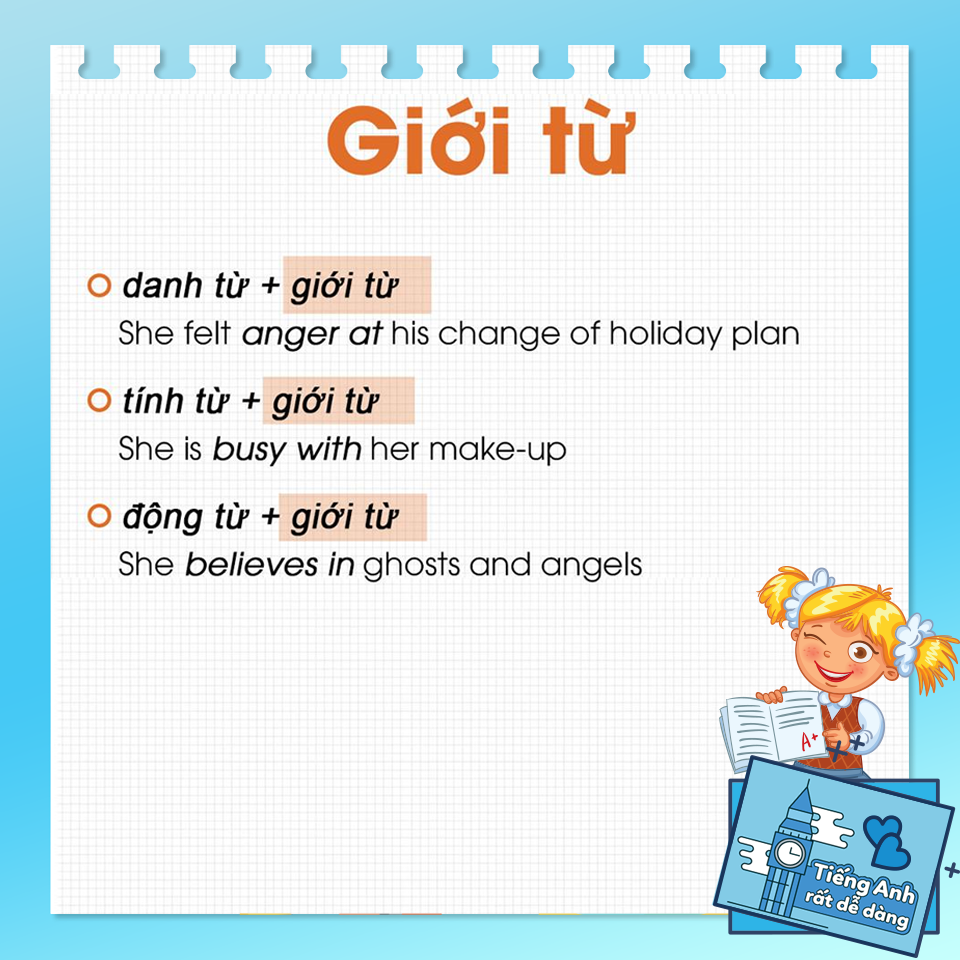 Giới từ
danh từ + giới từ
She felt anger at his change of holiday plan
tính từ + giới từ
She is busy with her make-up
động từ + giới từ
She believes in ghosts and angels
A+
Tiếng Anh
rất dễ dàng